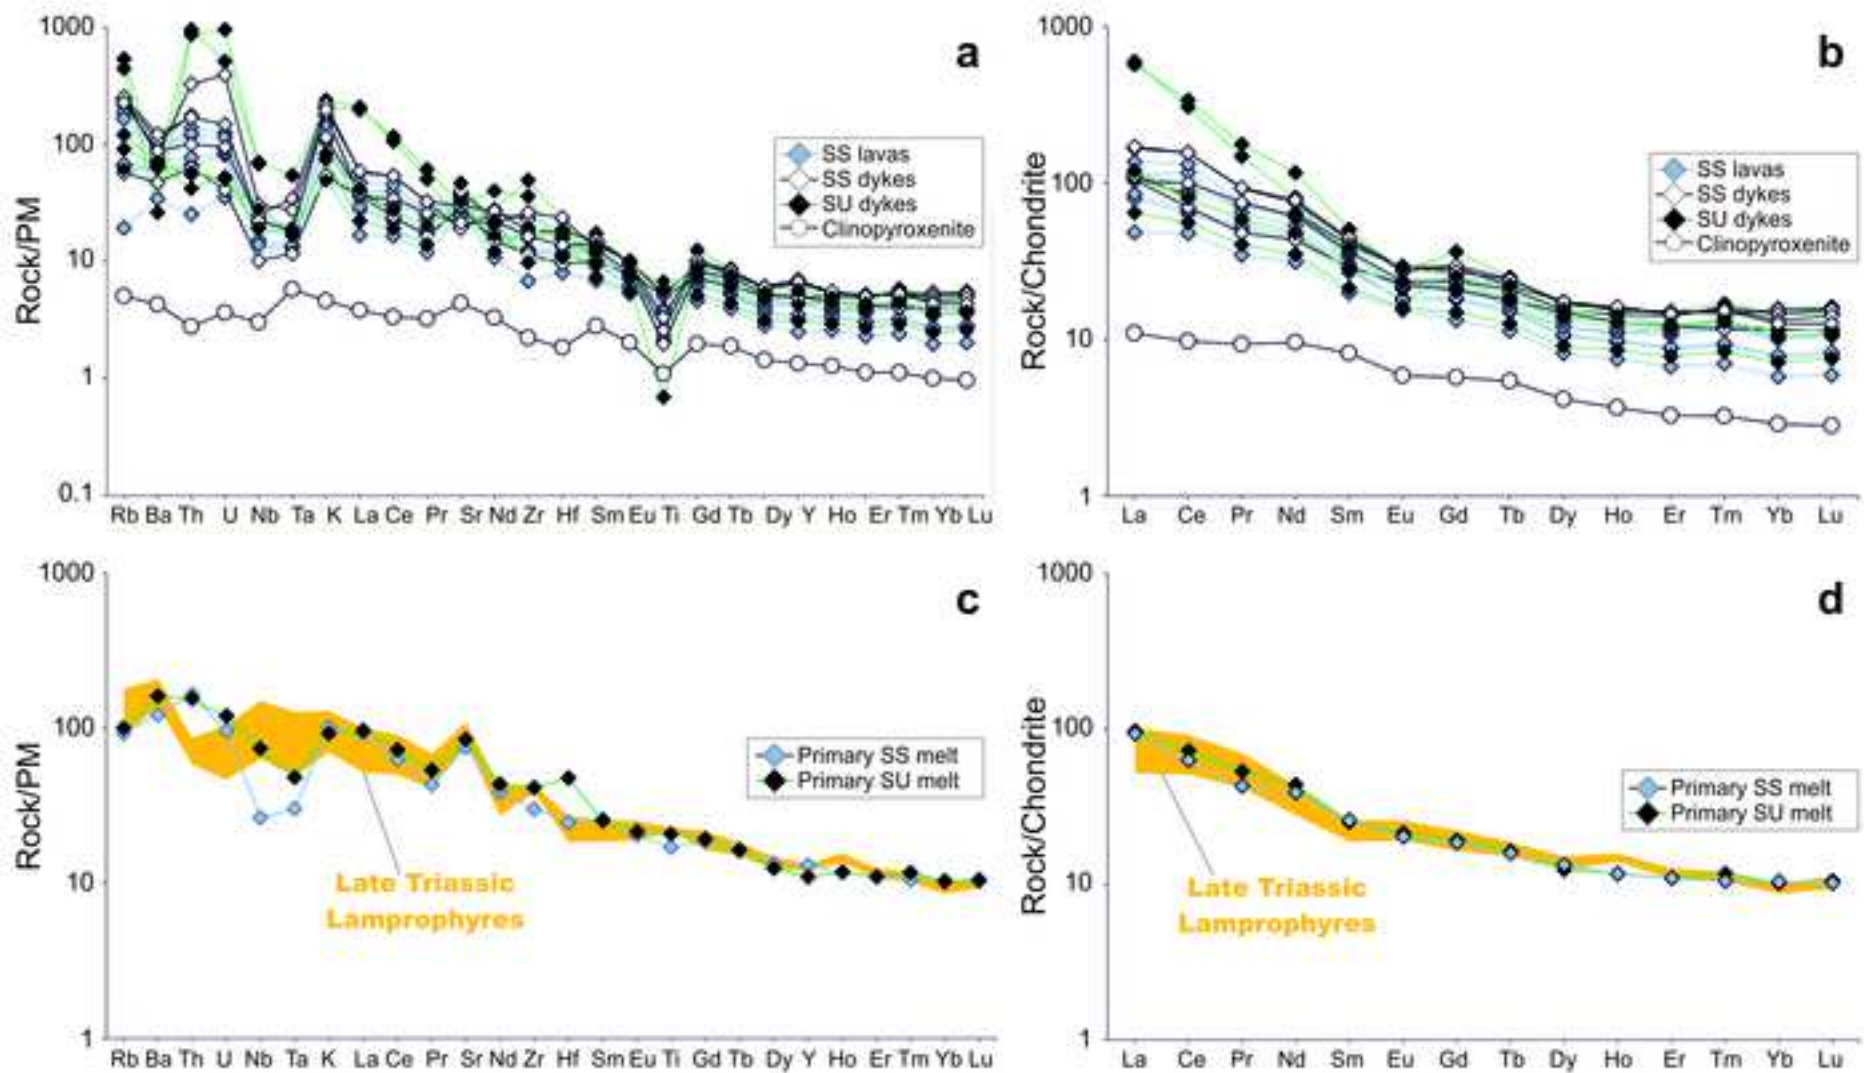 a
1000
100
10
1
0.1
Rock/PM
SS lavas
SS dykes
SU dykes
Clinopyroxenite
Rb Ba Th U Nb Ta K La Ce Pr Sr Nd Zr Hf Sm Eu Ti Gd Tb Dy Y Ho Er Tm Yb Lu
b
1000
100
10
1
Rock/Chondrite
SS lavas
SS dykes
SU dykes
Clinopyroxenite
La Ce Pr Nd Sm Eu Gd Tb Dy Ho Er Tm Yb Lu
c
1000
100
10
1
Rock/PM
Primary SS melt
Primary SU melt
Late Triassic
Lamprophyres
Rb Ba Th U Nb Ta K La Ce Pr Sr Nd Zr Hf Sm Eu Ti Gd Tb Dy Y Ho Er Tm Yb Lu
d
1000
100
10
1
Rock/Chondrite
Primary SS melt
Primary SU melt
Late Triassic
Lamprophyres
La Ce Pr Nd Sm Eu Gd Tb Dy Ho Er Tm Yb Lu